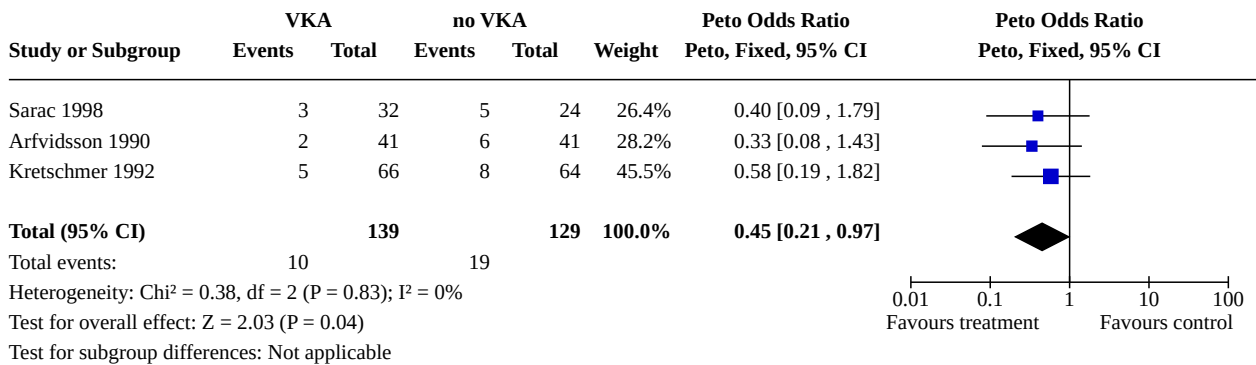 VKA no VKA Peto Odds Ratio Peto Odds Ratio
Study or Subgroup Events Total Events Total Weight Peto, Fixed, 95% CI Peto, Fixed, 95% CI
Sarac 1998 3 32 5 24 26.4% 0.40 [0.09 , 1.79]
Arfvidsson 1990 2 41 6 41 28.2% 0.33 [0.08 , 1.43]
Kretschmer 1992 5 66 8 64 45.5% 0.58 [0.19 , 1.82]
Total (95% CI) 139 129 100.0% 0.45 [0.21 , 0.97]
Total events: 10 19
Heterogeneity: Chi² = 0.38, df = 2 (P = 0.83); I² = 0%
0.01 0.1 1 10 100
Test for overall effect: Z = 2.03 (P = 0.04) Favours treatment Favours control
Test for subgroup differences: Not applicable